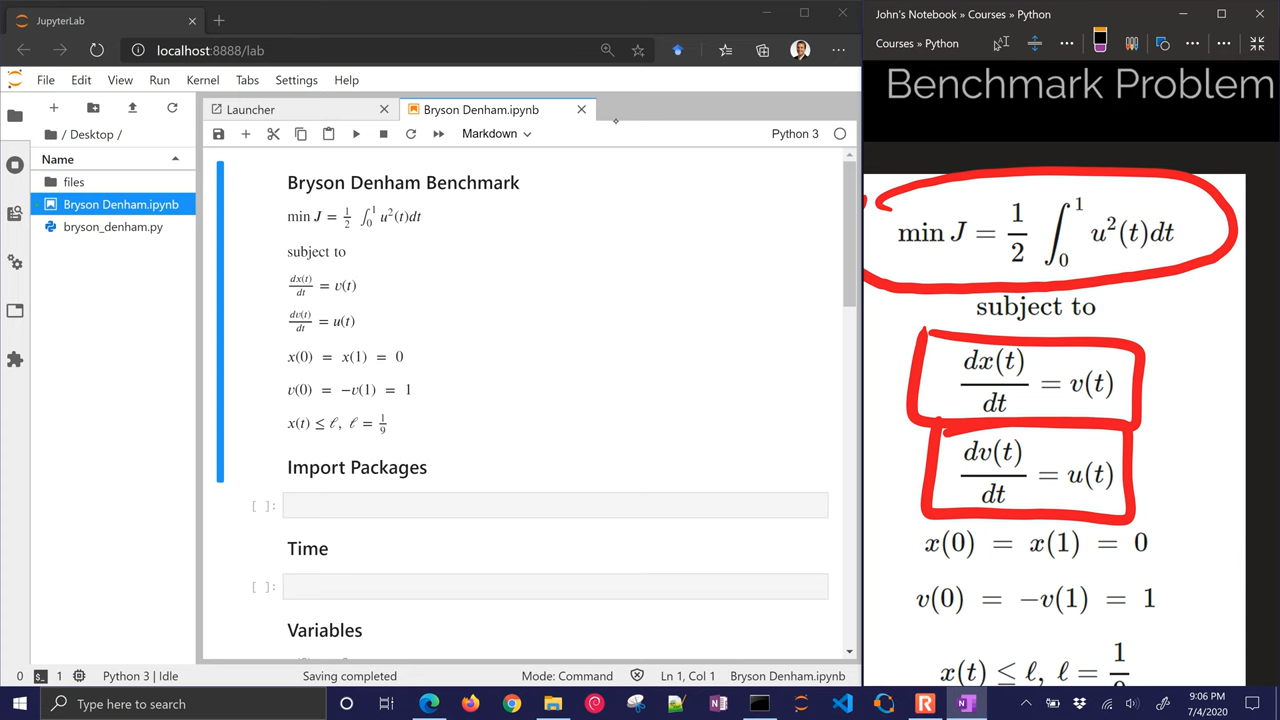 JupyterLab
localhost:8888/lab
File Edit View Run Kernel Tabs Settings Help
/ Desktop /
Name
files
Bryson Denham.ipynb
bryson_denham.py
Launcher
Bryson Denham.ipynb
Markdown
Python 3
Bryson Denham Benchmark
min J = 1/2 ∫₀¹ u²(t)dt
subject to
dx(t)/dt = v(t)
dv(t)/dt = u(t)
x(0) = x(1) = 0
v(0) = −v(1) = 1
x(t) ≤ ℓ, ℓ = 1/9
Import Packages
[ ]:
Time
[ ]:
Variables
0 1 Python 3 | Idle Saving completed Mode: Command Ln 1, Col 1 Bryson Denham.ipynb
John's Notebook » Courses » Python
Courses » Python
Benchmark Problem
min J = 1/2 ∫₀¹ u²(t)dt
subject to
dx(t)/dt = v(t)
dv(t)/dt = u(t)
x(0) = x(1) = 0
v(0) = −v(1) = 1
x(t) ≤ ℓ, ℓ = 1/9
Type here to search
9:06 PM
7/4/2020